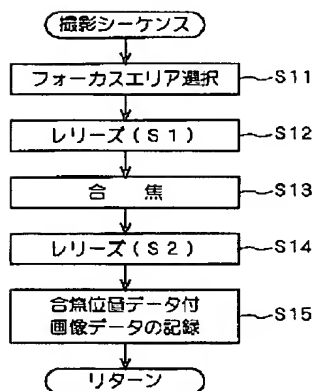 撮影シーケンス
フォーカスエリア選択
S11
レリーズ(S1)
S12
合焦
S13
レリーズ(S2)
S14
合焦位置データ付
画像データの記録
S15
リターン